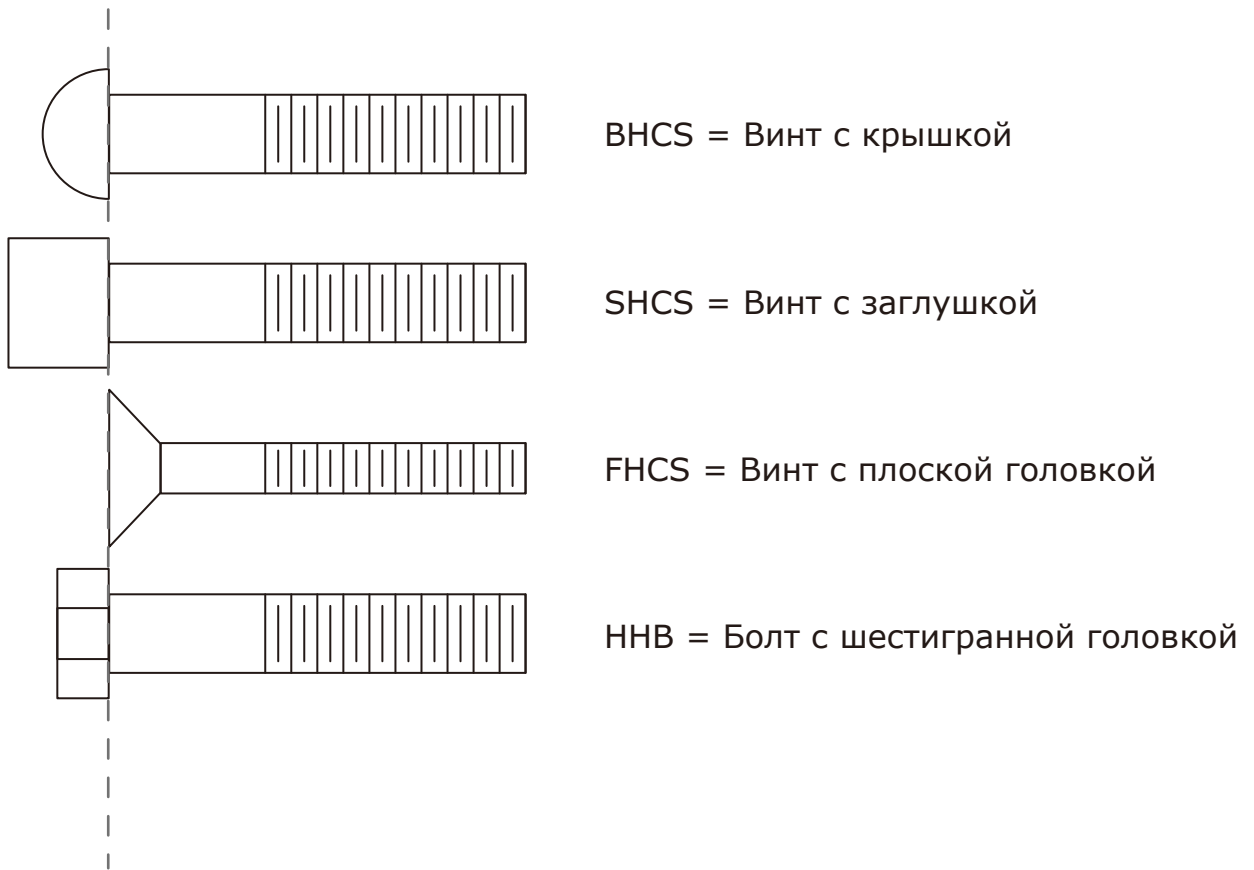 BHCS = Винт с крышкой
SHCS = Винт с заглушкой
FHCS = Винт с плоской головкой
HHB = Болт с шестигранной головкой